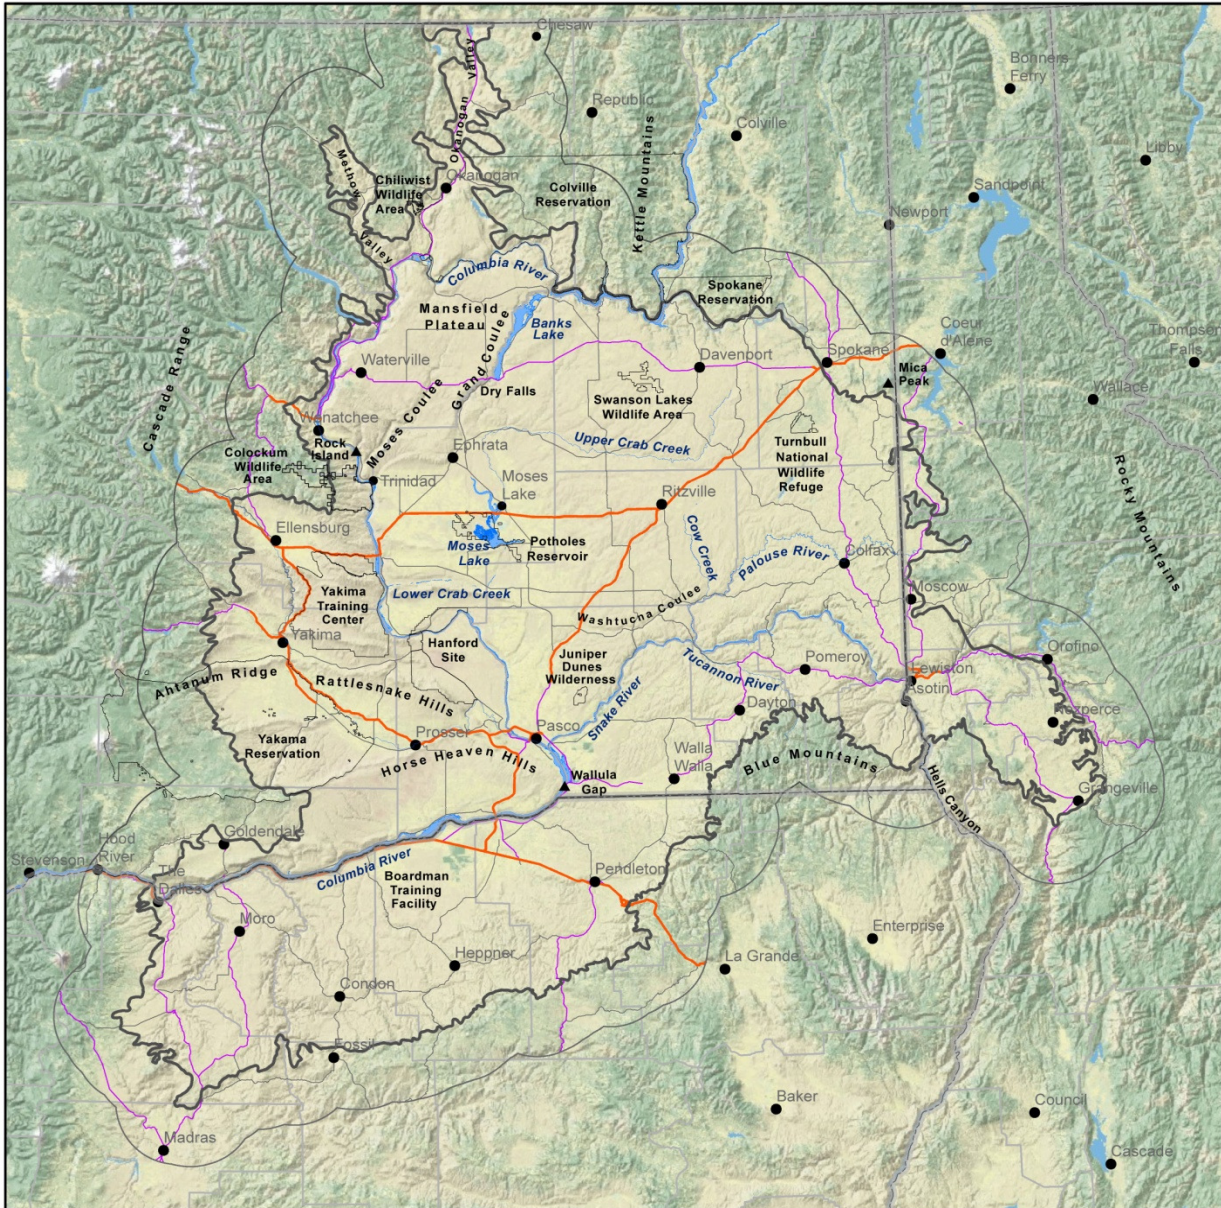 Chesaw
Okanogan Valley
Bonners
Ferry
Republic
Colville
Libby
Methow
Valley
Chiliwist
Wildlife
Area
Okanogan
Colville
Reservation
Kettle Mountains
Sandpoint
Newport
Columbia River
Spokane
Reservation
Mansfield
Plateau
Banks
Lake
Grand Coulee
Cascade Range
Waterville
Davenport
Spokane
Coeur
d'Alene
Thompson
Falls
Mica
Peak
Dry Falls
Moses Coulee
Swanson Lakes
Wildlife Area
Wallace
Wenatchee
Rock
Island
Colockum
Wildlife
Area
Upper Crab Creek
Turnbull
National
Wildlife
Refuge
Ephrata
Trinidad
Moses
Lake
Ritzville
Rocky Mountains
Ellensburg
Moses
Lake
Potholes
Reservoir
Cow Creek
Palouse River
Colfax
Yakima
Training
Center
Lower Crab Creek
Washtucna Coulee
Moscow
Yakima
Hanford
Site
Juniper
Dunes
Wilderness
Tucannon River
Pomeroy
Lewiston
Asotin
Orofino
Ahtanum Ridge
Rattlesnake Hills
Snake River
Dayton
Nezperce
Yakama
Reservation
Prosser
Pasco
Horse Heaven Hills
Walla
Walla
Blue Mountains
Wallula
Gap
Hells Canyon
Grangeville
Goldendale
Hood
River
Stevenson
The
Dalles
Columbia River
Boardman
Training
Facility
Pendleton
Moro
Enterprise
Heppner
La Grande
Condon
Fossil
Baker
Council
Madras
Cascade